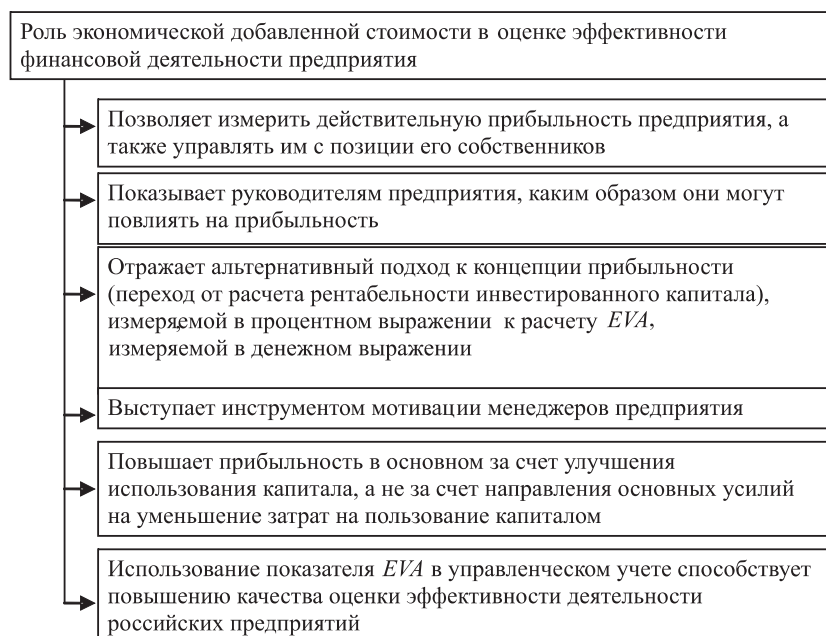 Роль экономической добавленной стоимости в оценке эффективности
финансовой деятельности предприятия
Позволяет измерить действительную прибыльность предприятия, а
также управлять им с позиции его собственников
Показывает руководителям предприятия, каким образом они могут
повлиять на прибыльность
Отражает альтернативный подход к концепции прибыльности
(переход от расчета рентабельности инвестированного капитала),
измеряемой в процентном выражении к расчету EVA,
измеряемой в денежном выражении
Выступает инструментом мотивации менеджеров предприятия
Повышает прибыльность в основном за счет улучшения
использования капитала, а не за счет направления основных усилий
на уменьшение затрат на пользование капиталом
Использование показателя EVA в управленческом учете способствует
повышению качества оценки эффективности деятельности
российских предприятий